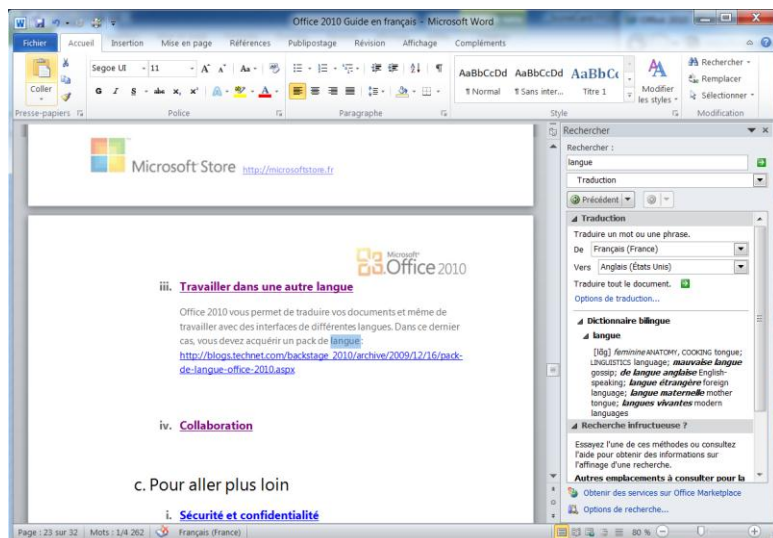 Office 2010 Guide en français - Microsoft Word
Fichier Accueil Insertion Mise en page Références Publipostage Révision Affichage Compléments
Coller
Segoe UI 11
G I S abc x, x²
AaBbCcDd AaBbCcDd AaBbCc
¶ Normal ¶ Sans inter... Titre 1
Modifier les styles
Rechercher
Remplacer
Sélectionner
Presse-papiers Police Paragraphe Style Modification
Microsoft Store http://microsoftstore.fr
Microsoft
Office 2010
iii. Travailler dans une autre langue
Office 2010 vous permet de traduire vos documents et même de
travailler avec des interfaces de différentes langues. Dans ce dernier
cas, vous devez acquérir un pack de langue :
http://blogs.technet.com/backstage_2010/archive/2009/12/16/pack-
de-langue-office-2010.aspx
iv. Collaboration
c. Pour aller plus loin
i. Sécurité et confidentialité
Rechercher
Rechercher :
langue
Traduction
Précédent
Traduction
Traduire un mot ou une phrase.
De Français (France)
Vers Anglais (États Unis)
Traduire tout le document.
Options de traduction...
Dictionnaire bilingue
langue
[lɑ̃g] feminine ANATOMY, COOKING tongue;
LINGUISTICS language; mauvaise langue
gossip; de langue anglaise English-
speaking; langue étrangère foreign
language; langue maternelle mother
tongue; langues vivantes modern
languages
Recherche infructueuse ?
Essayez l'une de ces méthodes ou consultez
l'aide pour obtenir des informations sur
l'affinage d'une recherche.
Autres emplacements à consulter pour la
Obtenir des services sur Office Marketplace
Options de recherche...
Page : 23 sur 32 Mots : 1/4 262 Français (France) 80 %